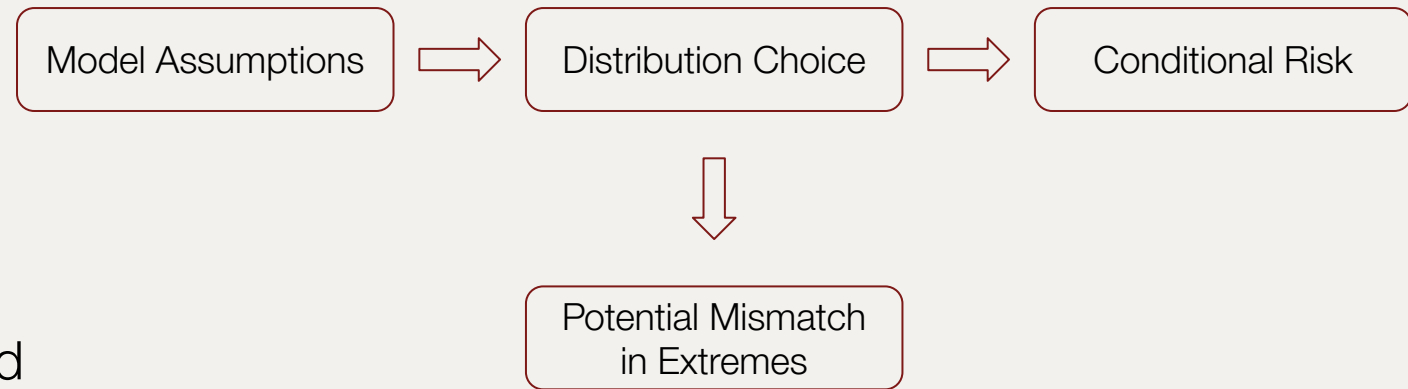 Model Assumptions
Distribution Choice
Conditional Risk
Potential Mismatch
in Extremes
d